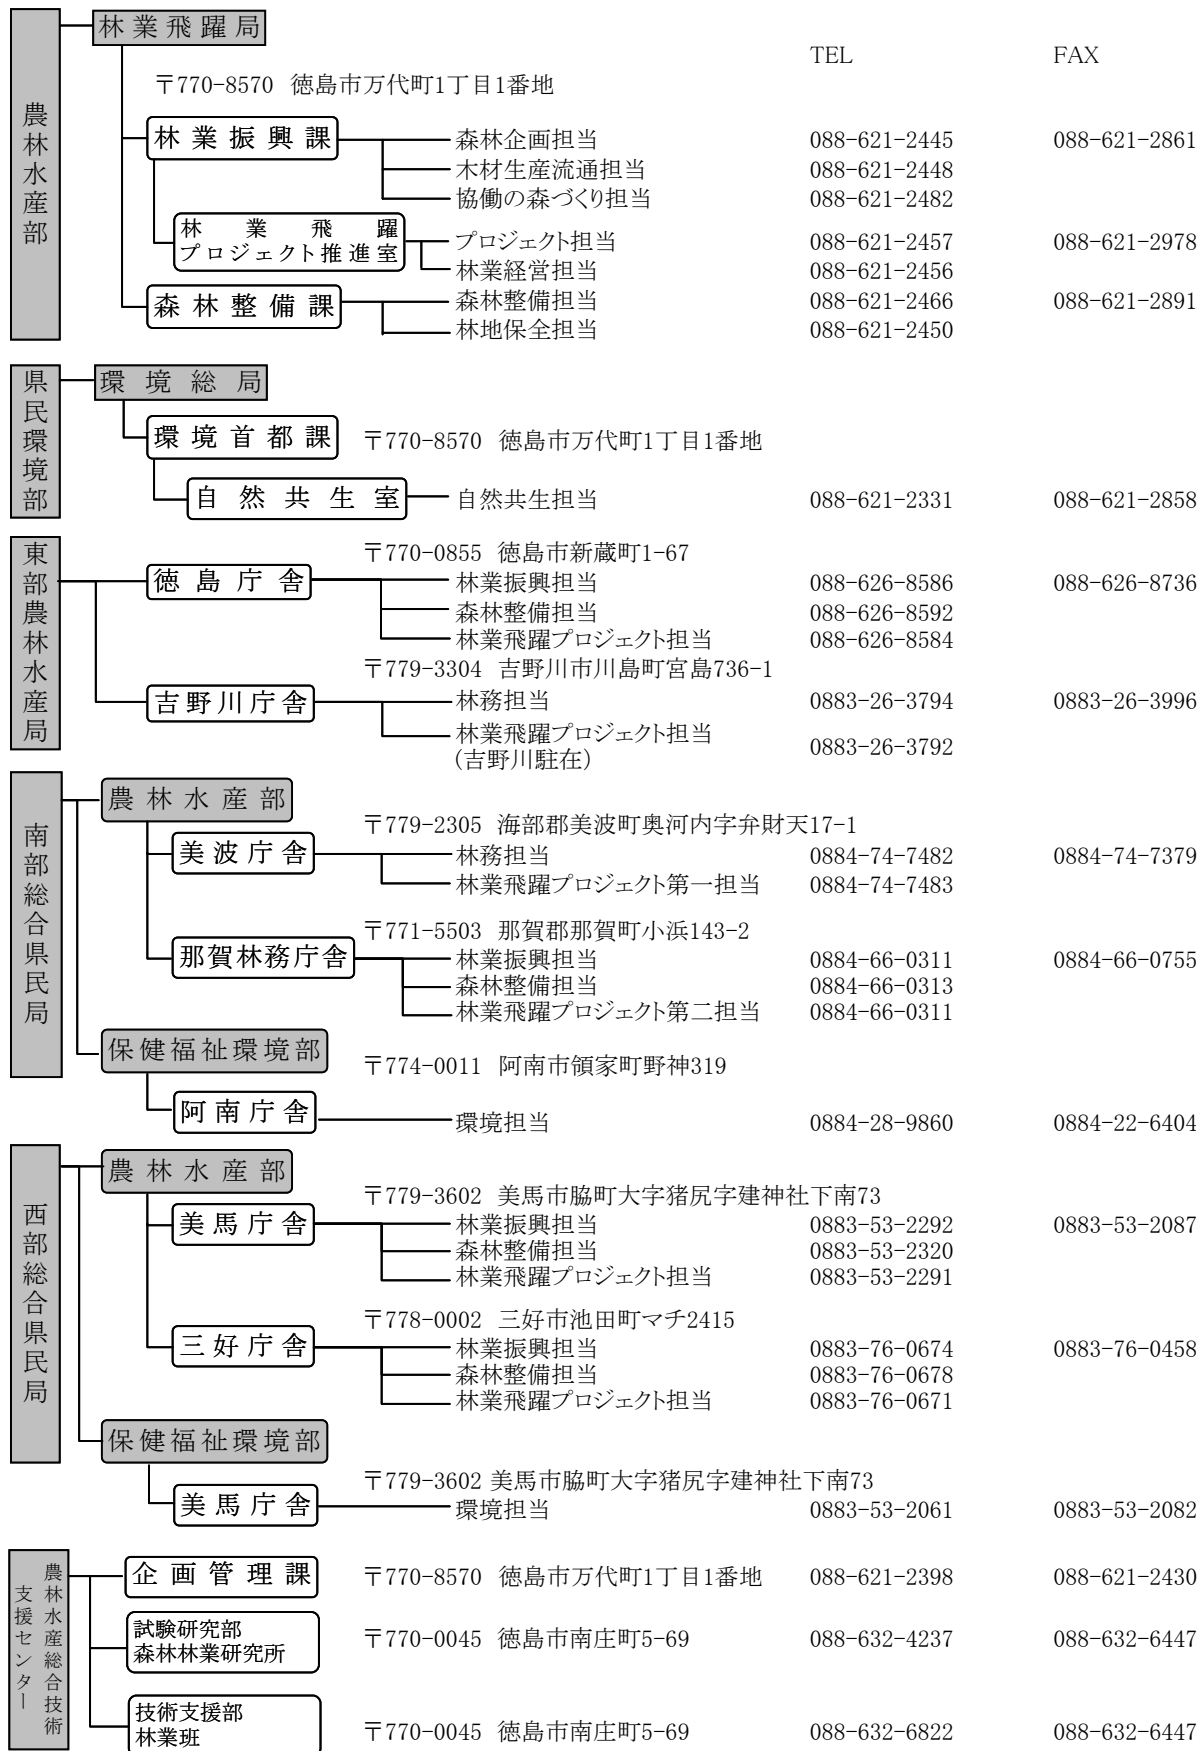 農林水産部
林業飛躍局
TEL FAX
〒770-8570 徳島市万代町1丁目1番地
林業振興課 森林企画担当 088-621-2445 088-621-2861
木材生産流通担当 088-621-2448
協働の森づくり担当 088-621-2482
林業飛躍
プロジェクト推進室 プロジェクト担当 088-621-2457 088-621-2978
林業経営担当 088-621-2456
森林整備課 森林整備担当 088-621-2466 088-621-2891
林地保全担当 088-621-2450
県民環境部
環境総局
環境首都課 〒770-8570 徳島市万代町1丁目1番地
自然共生室 自然共生担当 088-621-2331 088-621-2858
東部農林水産局
〒770-0855 徳島市新蔵町1-67
徳島庁舎 林業振興担当 088-626-8586 088-626-8736
森林整備担当 088-626-8592
林業飛躍プロジェクト担当 088-626-8584
〒779-3304 吉野川市川島町宮島736-1
吉野川庁舎 林務担当 0883-26-3794 0883-26-3996
林業飛躍プロジェクト担当
(吉野川駐在) 0883-26-3792
南部総合県民局
農林水産部
〒779-2305 海部郡美波町奥河内字弁財天17-1
美波庁舎 林務担当 0884-74-7482 0884-74-7379
林業飛躍プロジェクト第一担当 0884-74-7483
〒771-5503 那賀郡那賀町小浜143-2
那賀林務庁舎 林業振興担当 0884-66-0311 0884-66-0755
森林整備担当 0884-66-0313
林業飛躍プロジェクト第二担当 0884-66-0311
保健福祉環境部
〒774-0011 阿南市領家町野神319
阿南庁舎 環境担当 0884-28-9860 0884-22-6404
西部総合県民局
農林水産部
〒779-3602 美馬市脇町大字猪尻字建神社下南73
美馬庁舎 林業振興担当 0883-53-2292 0883-53-2087
森林整備担当 0883-53-2320
林業飛躍プロジェクト担当 0883-53-2291
〒778-0002 三好市池田町マチ2415
三好庁舎 林業振興担当 0883-76-0674 0883-76-0458
森林整備担当 0883-76-0678
林業飛躍プロジェクト担当 0883-76-0671
保健福祉環境部
〒779-3602 美馬市脇町大字猪尻字建神社下南73
美馬庁舎 環境担当 0883-53-2061 0883-53-2082
農林水産総合技術
支援センター
企画管理課 〒770-8570 徳島市万代町1丁目1番地 088-621-2398 088-621-2430
試験研究部
森林林業研究所 〒770-0045 徳島市南庄町5-69 088-632-4237 088-632-6447
技術支援部
林業班 〒770-0045 徳島市南庄町5-69 088-632-6822 088-632-6447